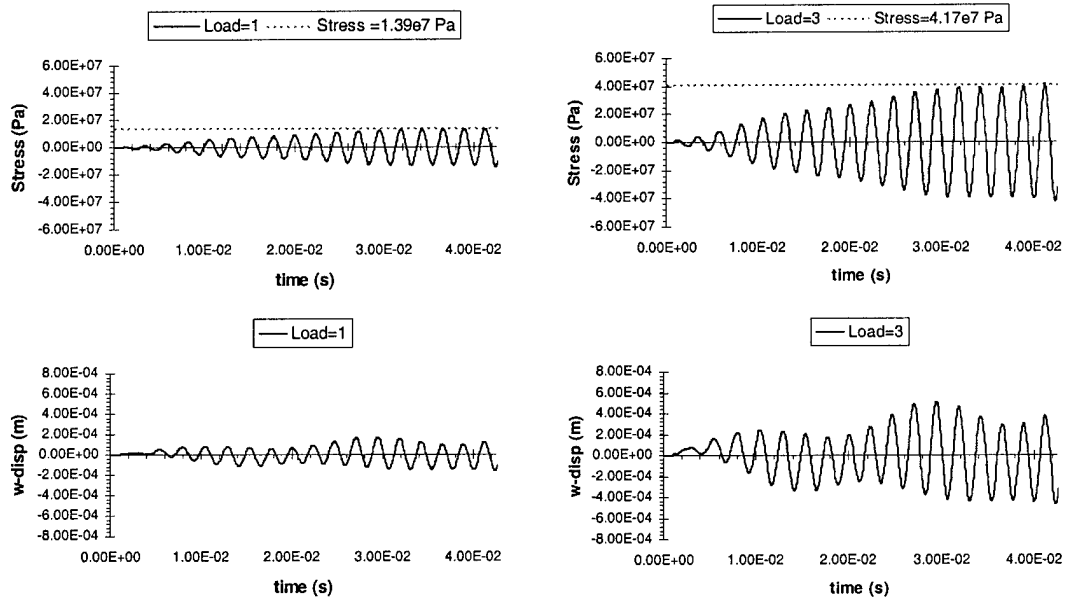 Load=1 Stress =1.39e7 Pa
6.00E+07
4.00E+07
2.00E+07
0.00E+00
-2.00E+07
-4.00E+07
-6.00E+07
Stress (Pa)
0.00E+00 1.00E-02 2.00E-02 3.00E-02 4.00E-02
time (s)
Load=3 Stress=4.17e7 Pa
6.00E+07
4.00E+07
2.00E+07
0.00E+00
-2.00E+07
-4.00E+07
-6.00E+07
Stress (Pa)
0.00E+00 1.00E-02 2.00E-02 3.00E-02 4.00E-02
time (s)
Load=1
8.00E-04
6.00E-04
4.00E-04
2.00E-04
0.00E+00
-2.00E-04
-4.00E-04
-6.00E-04
-8.00E-04
w-disp (m)
0.00E+00 1.00E-02 2.00E-02 3.00E-02 4.00E-02
time (s)
Load=3
8.00E-04
6.00E-04
4.00E-04
2.00E-04
0.00E+00
-2.00E-04
-4.00E-04
-6.00E-04
-8.00E-04
w-disp (m)
0.00E+00 1.00E-02 2.00E-02 3.00E-02 4.00E-02
time (s)